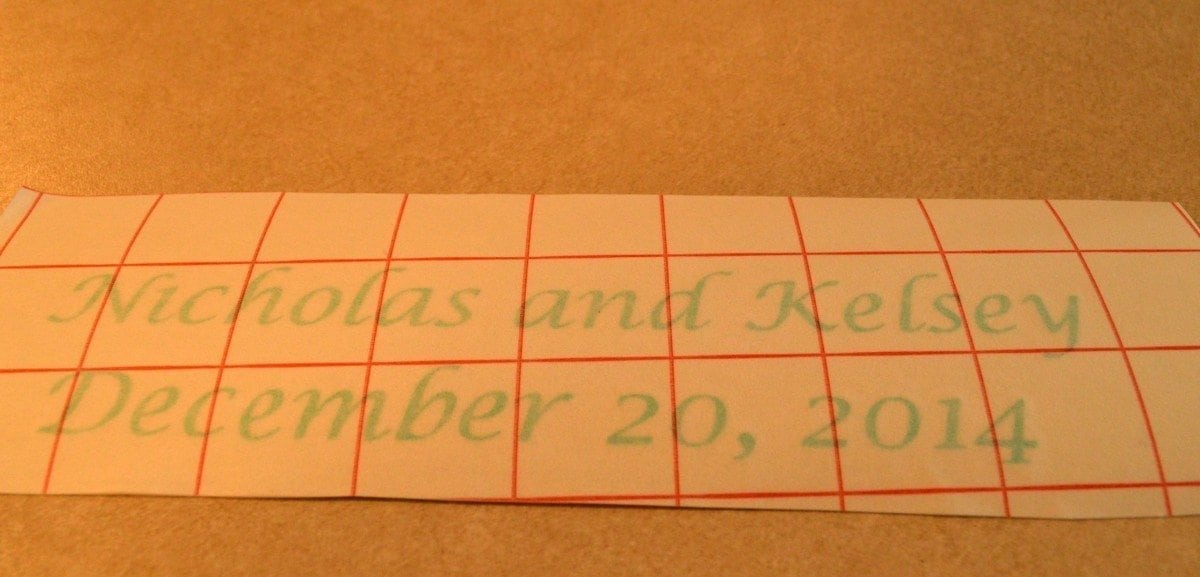 Nicholas and Kelsey
December 20, 2014